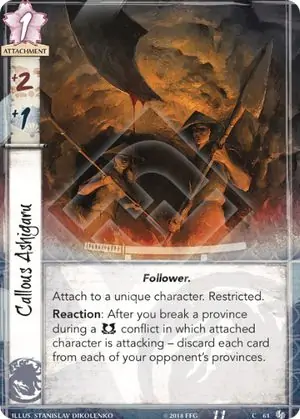 1
ATTACHMENT
+2
+1
Callous Ashigaru
Follower.
Attach to a unique character. Restricted.
Reaction: After you break a province
during a conflict in which attached
character is attacking – discard each card
from each of your opponent's provinces.
ILLUS. STANISLAV DIKOLENKO
©2018 FFG
11
C 61